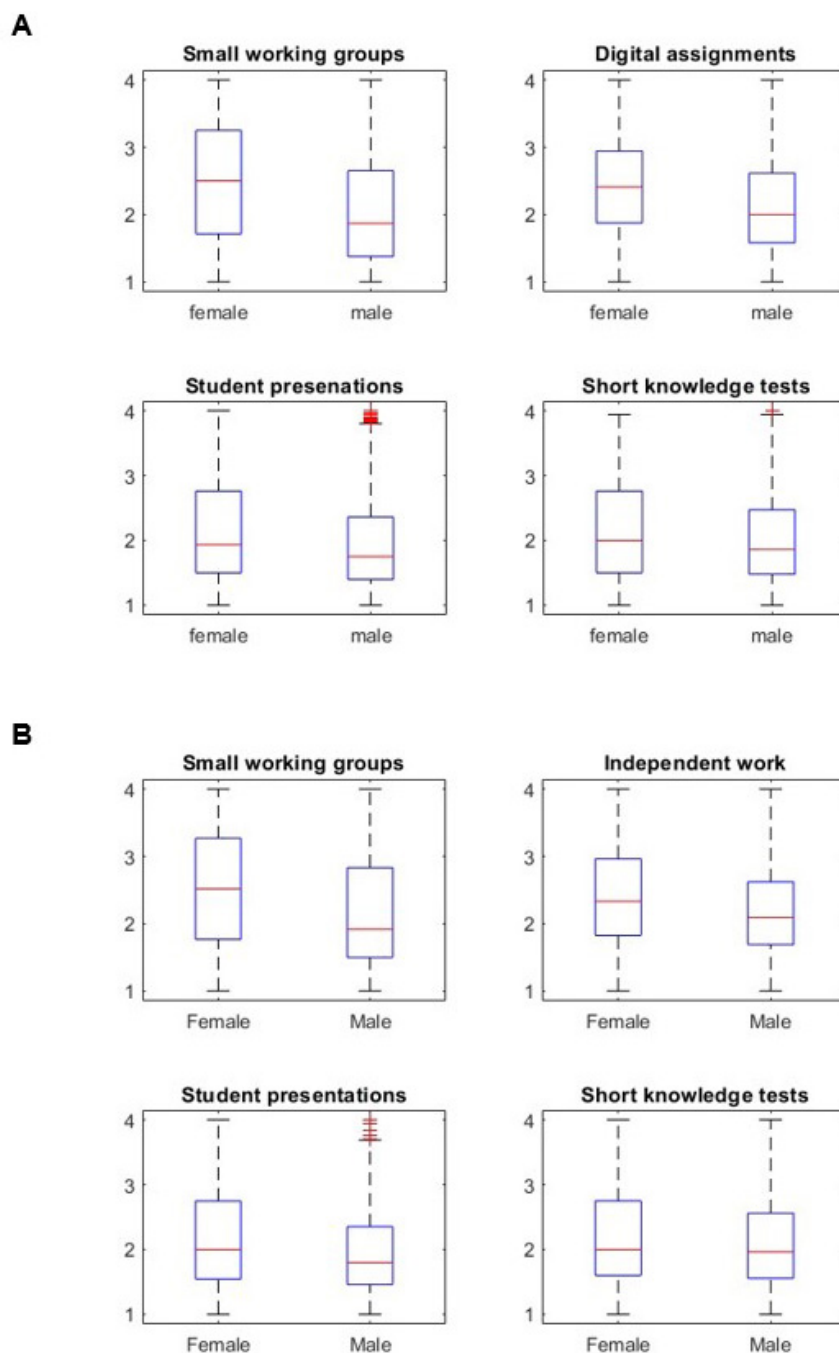 A
Small working groups
4
3
2
1
female male
Digital assignments
4
3
2
1
female male
Student presenations
4
3
2
1
female male
Short knowledge tests
4
3
2
1
female male
B
Small working groups
4
3
2
1
Female Male
Independent work
4
3
2
1
Female Male
Student presentations
4
3
2
1
Female Male
Short knowledge tests
4
3
2
1
Female Male